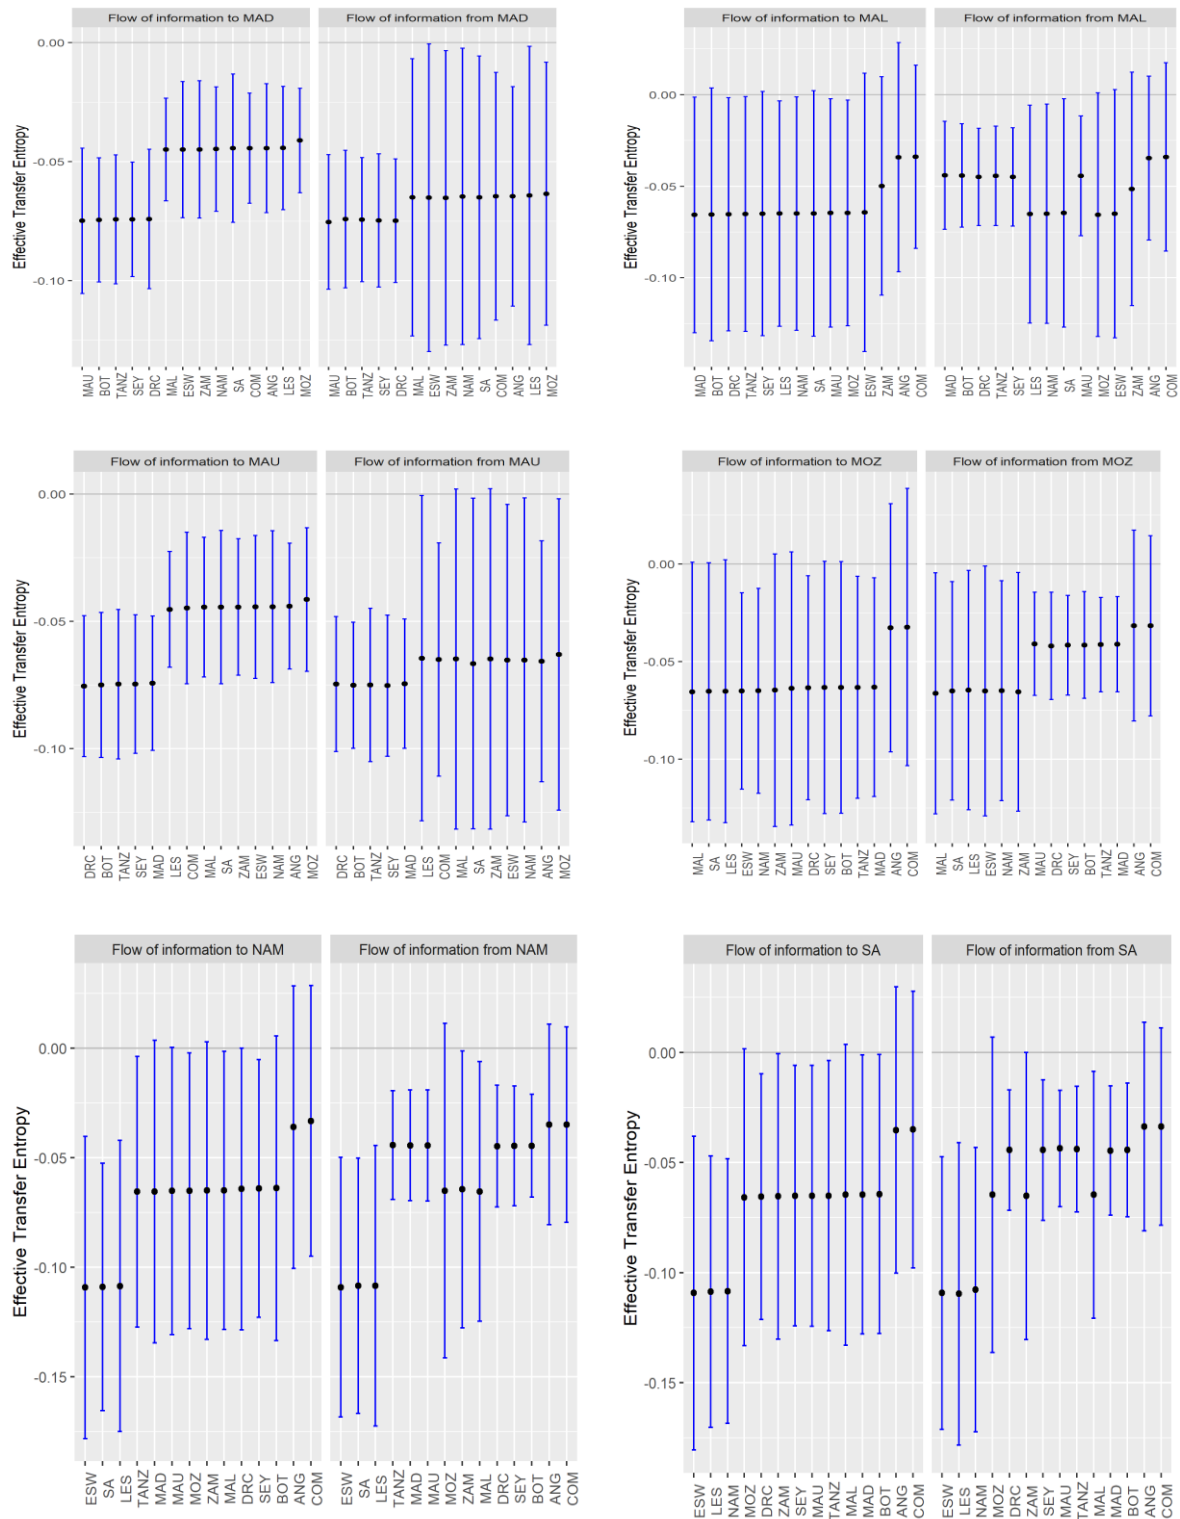 Flow of information to MAD Flow of information from MAD
Effective Transfer Entropy
0.00
-0.05
-0.10
MAU BOT TANZ SEY DRC MAL ESW ZAM NAM SA COM ANG LES MOZ
MAU BOT TANZ SEY DRC MAL ESW ZAM NAM SA COM ANG LES MOZ
Flow of information to MAL Flow of information from MAL
Effective Transfer Entropy
0.00
-0.05
-0.10
MAD BOT DRC TANZ SEY LES NAM SA MAU MOZ ESW ZAM ANG COM
MAD BOT DRC TANZ SEY LES NAM SA MAU MOZ ESW ZAM ANG COM
Flow of information to MAU Flow of information from MAU
Effective Transfer Entropy
0.00
-0.05
-0.10
DRC BOT TANZ SEY MAD LES COM MAL SA ZAM ESW NAM ANG MOZ
DRC BOT TANZ SEY MAD LES COM MAL SA ZAM ESW NAM ANG MOZ
Flow of information to MOZ Flow of information from MOZ
Effective Transfer Entropy
0.00
-0.05
-0.10
MAL SA LES ESW NAM ZAM MAU DRC SEY BOT TANZ MAD ANG COM
MAL SA LES ESW NAM ZAM MAU DRC SEY BOT TANZ MAD ANG COM
Flow of information to NAM Flow of information from NAM
Effective Transfer Entropy
0.00
-0.05
-0.10
-0.15
ESW SA LES TANZ MAD MAU MOZ ZAM MAL DRC SEY BOT ANG COM
ESW SA LES TANZ MAD MAU MOZ ZAM MAL DRC SEY BOT ANG COM
Flow of information to SA Flow of information from SA
Effective Transfer Entropy
0.00
-0.05
-0.10
-0.15
ESW LES NAM MOZ DRC ZAM SEY MAU TANZ MAL MAD BOT ANG COM
ESW LES NAM MOZ DRC ZAM SEY MAU TANZ MAL MAD BOT ANG COM